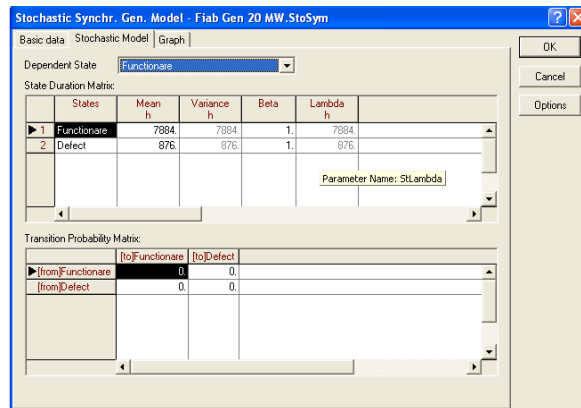 Stochastic Synchr. Gen. Model - Fiab Gen 20 MW.StoSym
Basic data Stochastic Model Graph
OK
Dependent State Functionare
Cancel
State Duration Matrix:
Options
States Mean Variance Beta Lambda
h h h
1 Functionare 7884. 7884. 1. 7884.
2 Defect 876. 876. 1. 876.
Parameter Name: StLambda
Transition Probability Matrix:
[to]Functionare [to]Defect
[from]Functionare 0. 0.
[from]Defect 0. 0.